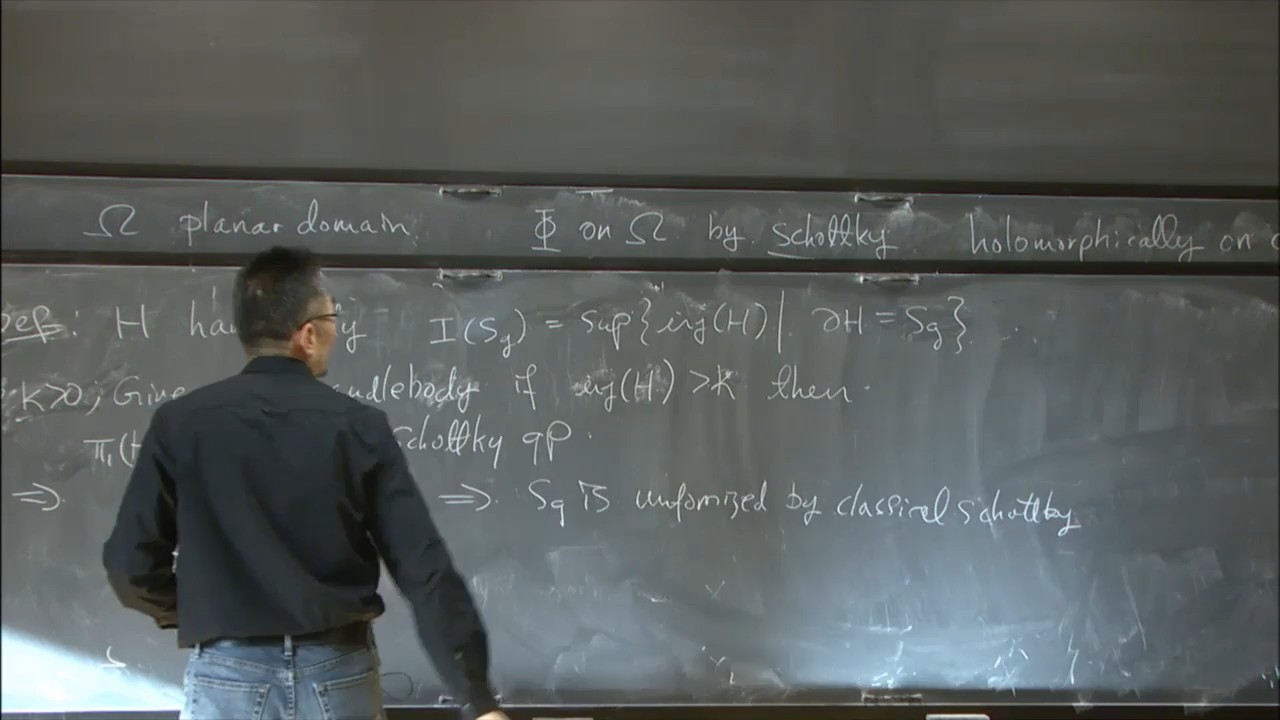 Ω planar domain. Φ on Ω by schottky holomorphically on
Def: H ha y I(Sg) = Sup{inj(H) | ∂H = Sg}
k>0; Give ndlebody if inj(H) >k then
π₁( Schottky gp.
⇒ ⇒ Sg is unfomized by classical schottky